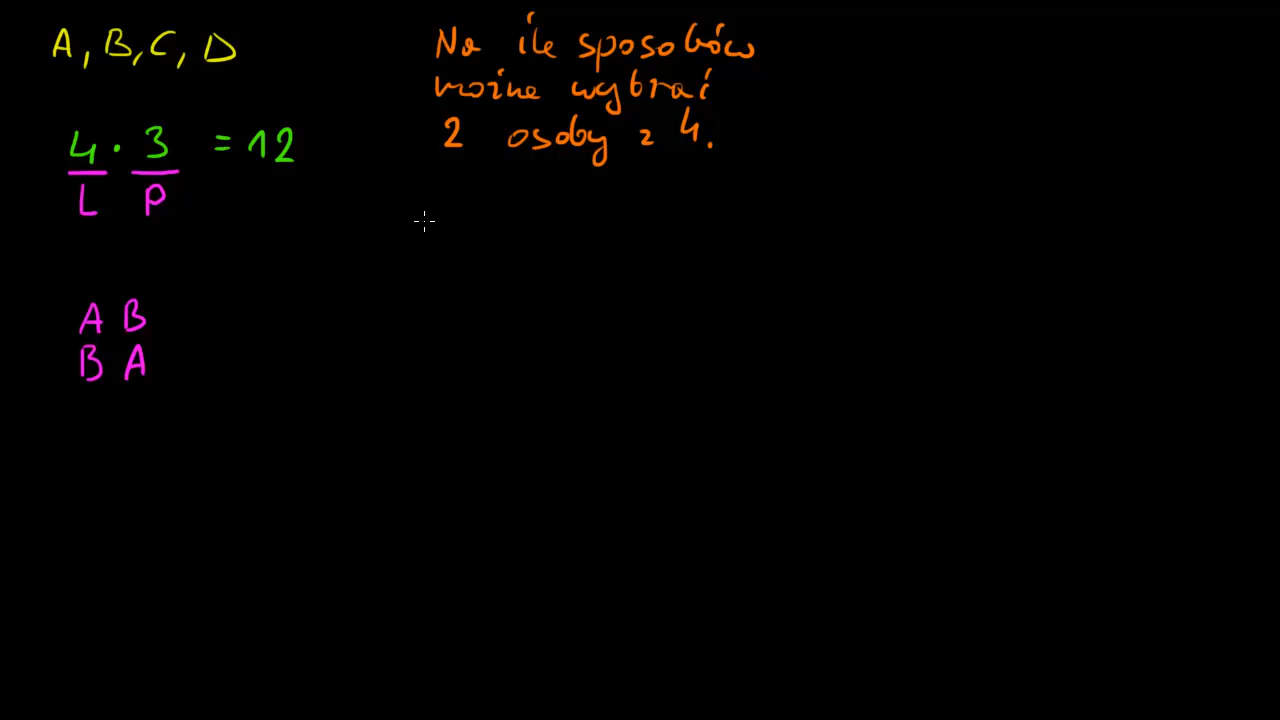 A, B, C, D
4 · 3 = 12
L P
A B
B A
Na ile sposobów
można wybrać
2 osoby z 4.